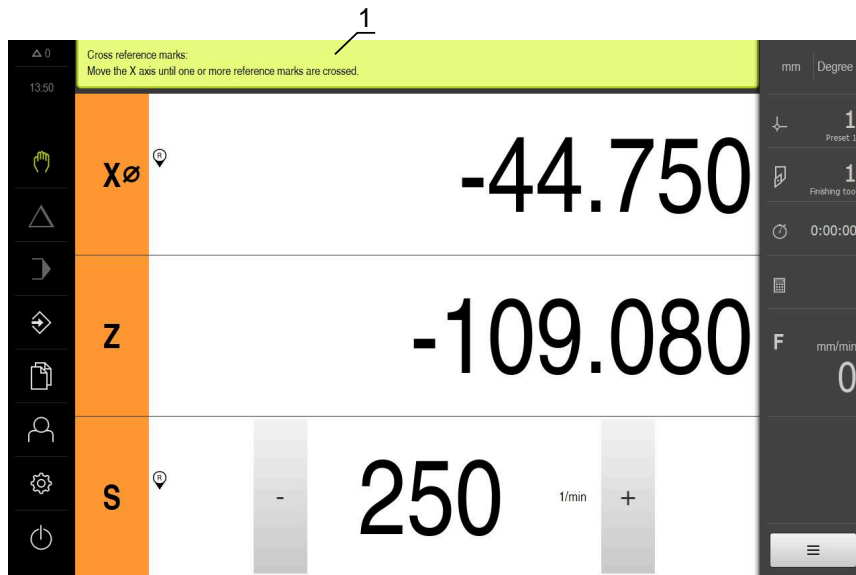 1
△ 0
Cross reference marks:
Move the X axis until one or more reference marks are crossed.
mm Degree
13:50
X⌀
R
-44.750
1
Preset 1
1
Finishing too
0:00:00
Z
-109.080
F
mm/min
0
S
R
-
250
1/min
+